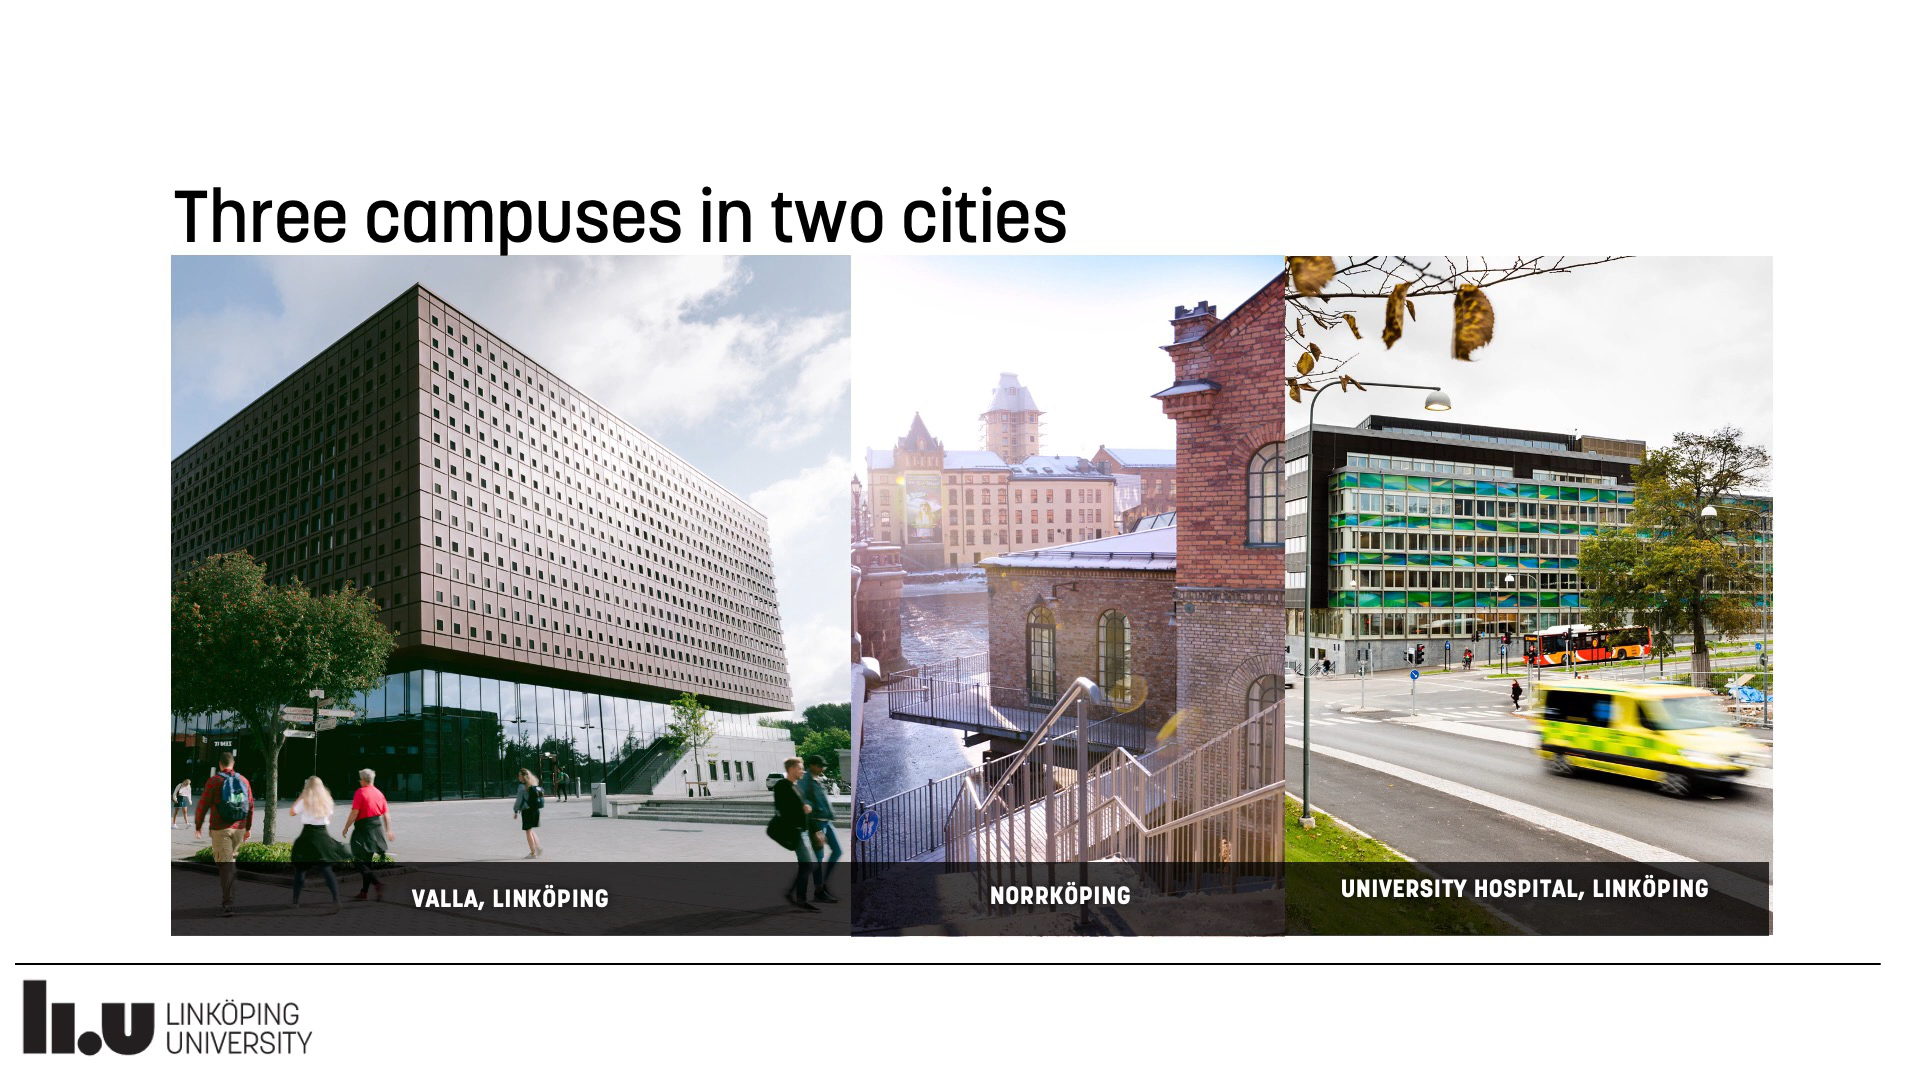 Three campuses in two cities
VALLA, LINKÖPING
NORRKÖPING
UNIVERSITY HOSPITAL, LINKÖPING
li.u
LINKÖPING
UNIVERSITY